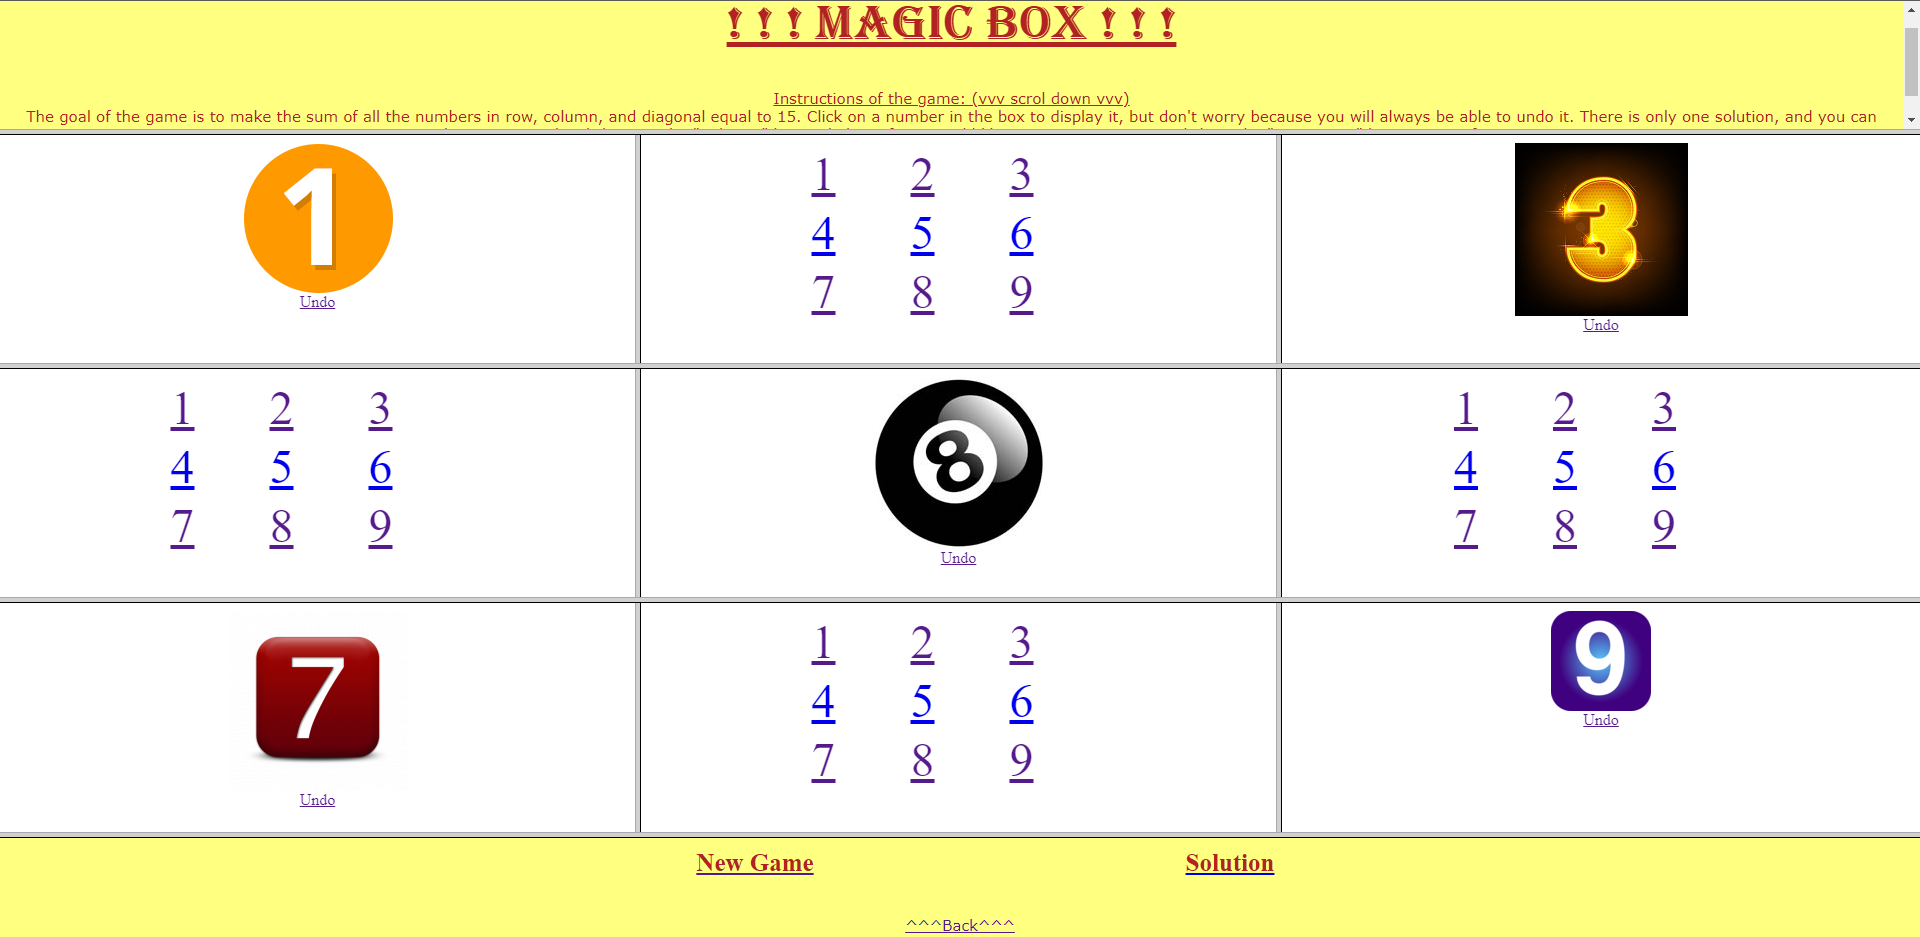 ! ! ! MAGIC BOX ! ! !
Instructions of the game: (vvv scrol down vvv)
The goal of the game is to make the sum of all the numbers in row, column, and diagonal equal to 15. Click on a number in the box to display it, but don't worry because you will always be able to undo it. There is only one solution, and you can
1
Undo
1 2 3
4 5 6
7 8 9
3
Undo
1 2 3
4 5 6
7 8 9
8
Undo
1 2 3
4 5 6
7 8 9
7
Undo
1 2 3
4 5 6
7 8 9
9
Undo
New Game
Solution
^^^Back^^^